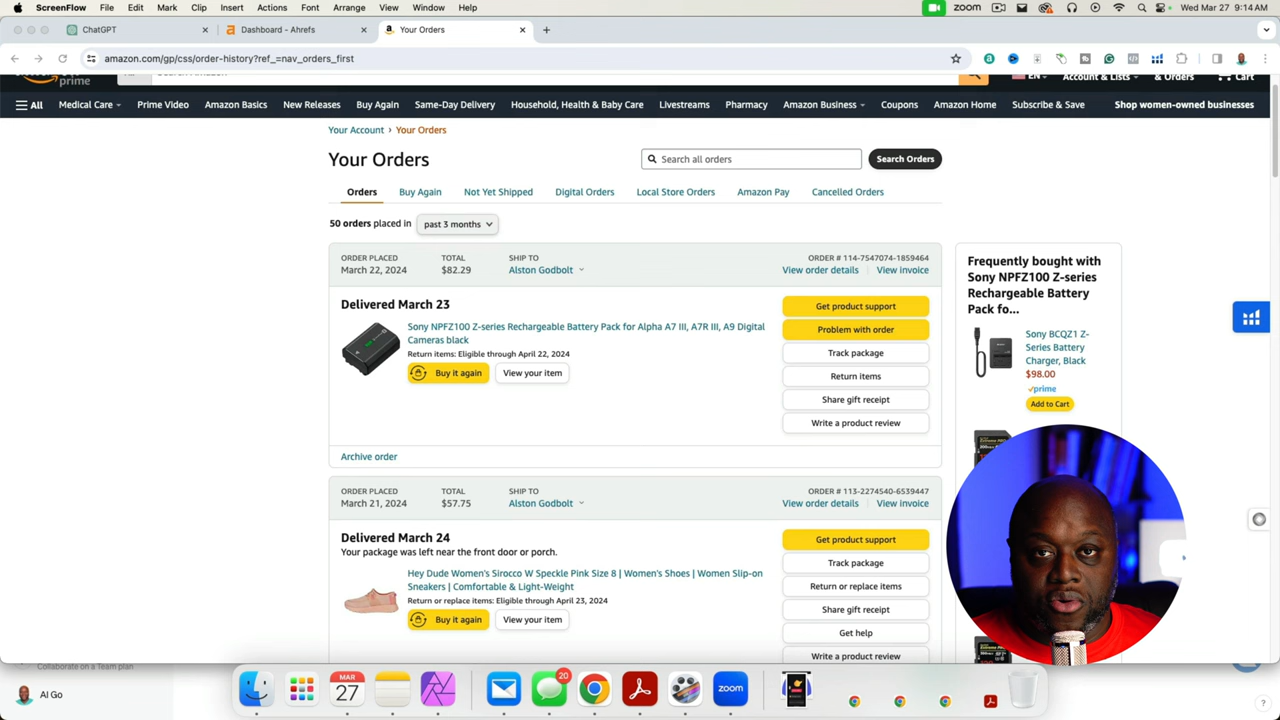 ScreenFlow File Edit Mark Clip Insert Actions Font Arrange View Window Help zoom Wed Mar 27 9:14 AM
ChatGPT Dashboard - Ahrefs Your Orders
amazon.com/gp/css/order-history?ref_=nav_orders_first
prime EN Account & Lists & Orders Cart
All Medical Care Prime Video Amazon Basics New Releases Buy Again Same-Day Delivery Household, Health & Baby Care Livestreams Pharmacy Amazon Business Coupons Amazon Home Subscribe & Save Shop women-owned businesses
Your Account › Your Orders
Your Orders
Search all orders Search Orders
Orders Buy Again Not Yet Shipped Digital Orders Local Store Orders Amazon Pay Cancelled Orders
50 orders placed in past 3 months
ORDER PLACED TOTAL SHIP TO ORDER # 114-7547074-1859464
March 22, 2024 $82.29 Alston Godbolt View order details View invoice
Delivered March 23
Sony NPFZ100 Z-series Rechargeable Battery Pack for Alpha A7 III, A7R III, A9 Digital
Cameras black
Return items: Eligible through April 22, 2024
Buy it again View your item
Get product support
Problem with order
Track package
Return items
Share gift receipt
Write a product review
Archive order
Frequently bought with
Sony NPFZ100 Z-series
Rechargeable Battery
Pack fo...
Sony BCQZ1 Z-
Series Battery
Charger, Black
$98.00
prime
Add to Cart
ORDER PLACED TOTAL SHIP TO ORDER # 113-2274540-6539447
March 21, 2024 $57.75 Alston Godbolt View order details View invoice
Delivered March 24
Your package was left near the front door or porch.
Hey Dude Women's Sirocco W Speckle Pink Size 8 | Women's Shoes | Women Slip-on
Sneakers | Comfortable & Light-Weight
Return or replace items: Eligible through April 23, 2024
Buy it again View your item
Get product support
Track package
Return or replace items
Share gift receipt
Get help
Write a product review
Collaborate on a Team plan
Al Go
MAR
27
20
zoom